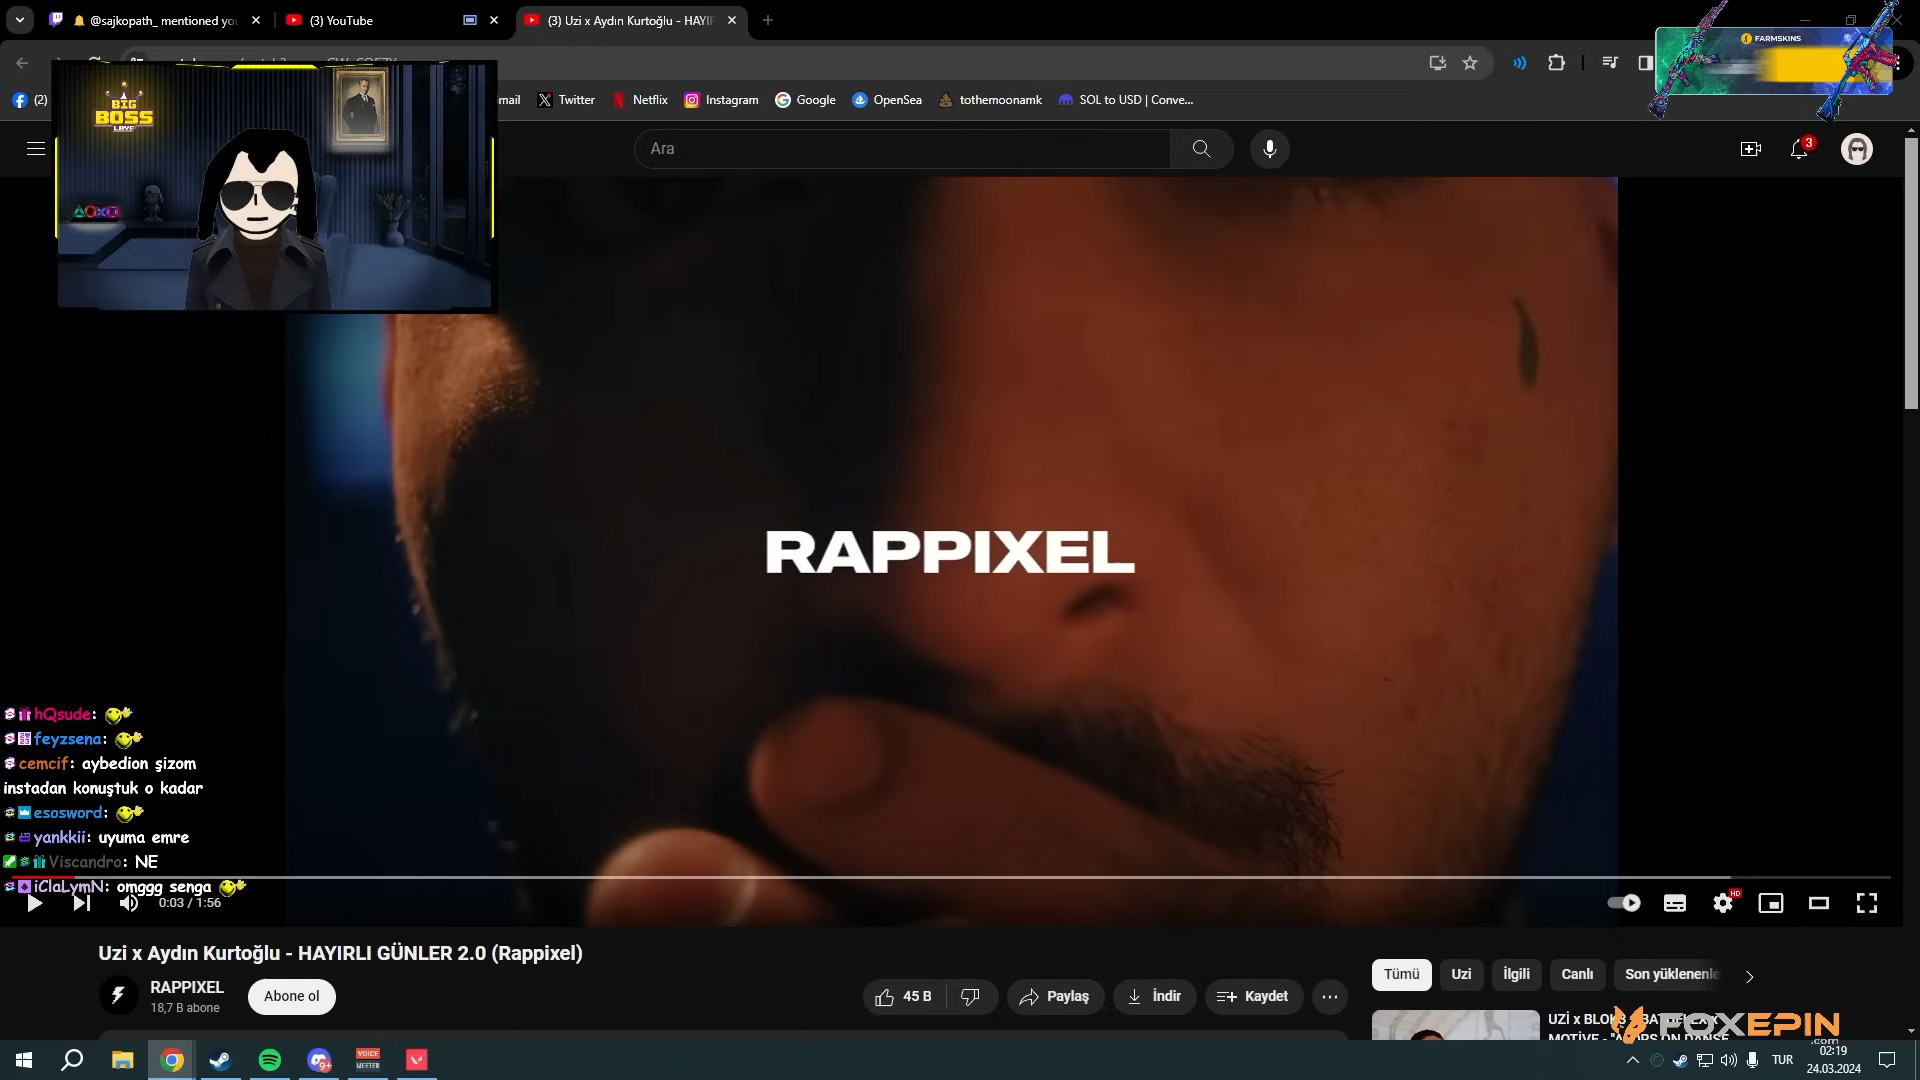 @sajkopath_ mentioned you
(3) YouTube
(3) Uzi x Aydın Kurtoğlu - HAYIR
FARMSKINS
(2)
mail
Twitter
Netflix
Instagram
Google
OpenSea
tothemoonamk
SOL to USD | Conve...
BIG
BOSS
LAVE
Ara
3
RAPPIXEL
hQsude:
feyzsena:
cemcif: aybedion şizom
instadan konuştuk o kadar
esosword:
yankkii: uyuma emre
Viscandro: NE
iClaLymN: omggg senga
0:03 / 1:56
HD
Uzi x Aydın Kurtoğlu - HAYIRLI GÜNLER 2.0 (Rappixel)
RAPPIXEL
18,7 B abone
Abone ol
45 B
Paylaş
İndir
Kaydet
Tümü
Uzi
İlgili
Canlı
Son yüklenenle
UZİ x BLOK3
FOXEPIN
.com
9+
VOICE
MEETER
TUR
02:19
24.03.2024